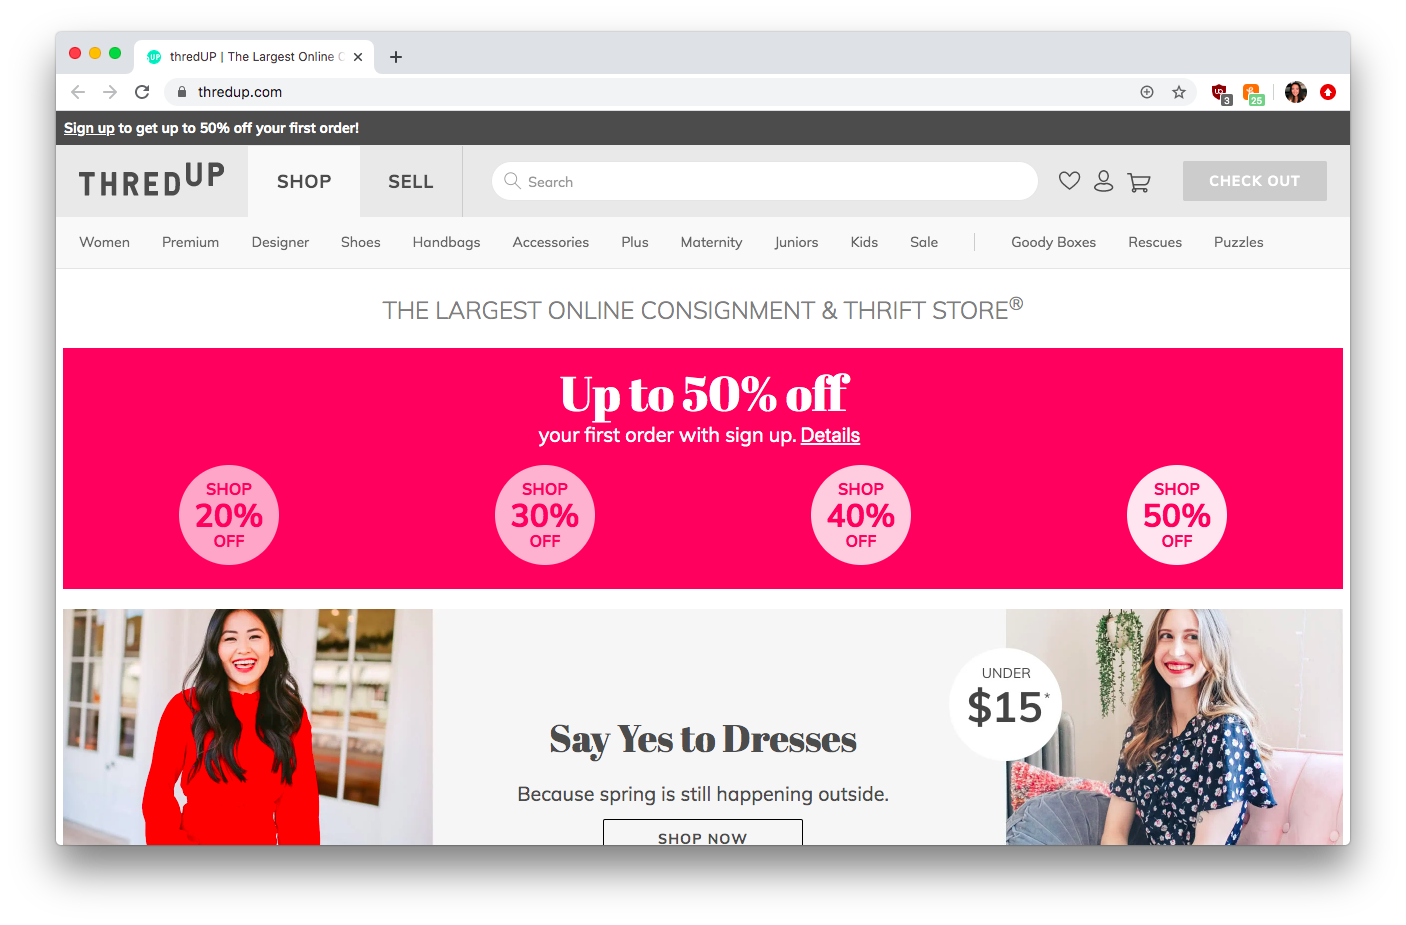 thredUP | The Largest Online
thredup.com
3
25
Sign up to get up to 50% off your first order!
THREDUP
SHOP
SELL
Search
CHECK OUT
Women Premium Designer Shoes Handbags Accessories Plus Maternity Juniors Kids Sale Goody Boxes Rescues Puzzles
THE LARGEST ONLINE CONSIGNMENT & THRIFT STORE®
Up to 50% off
your first order with sign up. Details
SHOP
20%
OFF
SHOP
30%
OFF
SHOP
40%
OFF
SHOP
50%
OFF
UNDER
$15*
Say Yes to Dresses
Because spring is still happening outside.
SHOP NOW